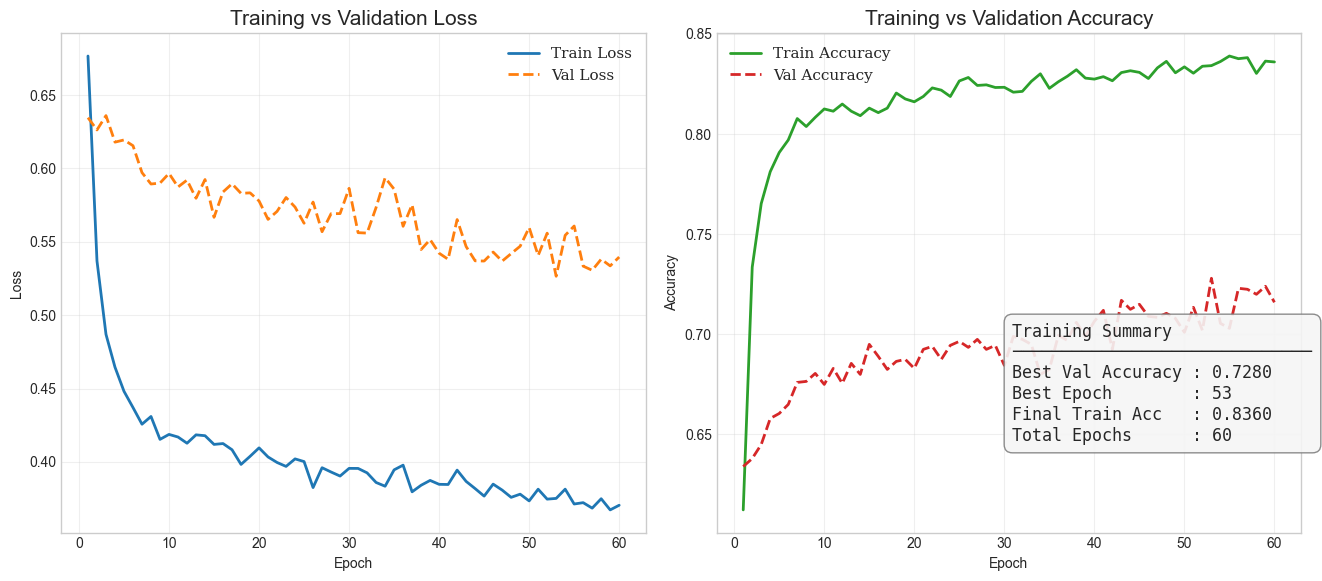 Training vs Validation Loss
Train Loss
Val Loss
Loss
0.65
0.60
0.55
0.50
0.45
0.40
0 10 20 30 40 50 60
Epoch
Training vs Validation Accuracy
Train Accuracy
Val Accuracy
Accuracy
0.85
0.80
0.75
0.70
0.65
Training Summary
Best Val Accuracy : 0.7280
Best Epoch : 53
Final Train Acc : 0.8360
Total Epochs : 60
0 10 20 30 40 50 60
Epoch